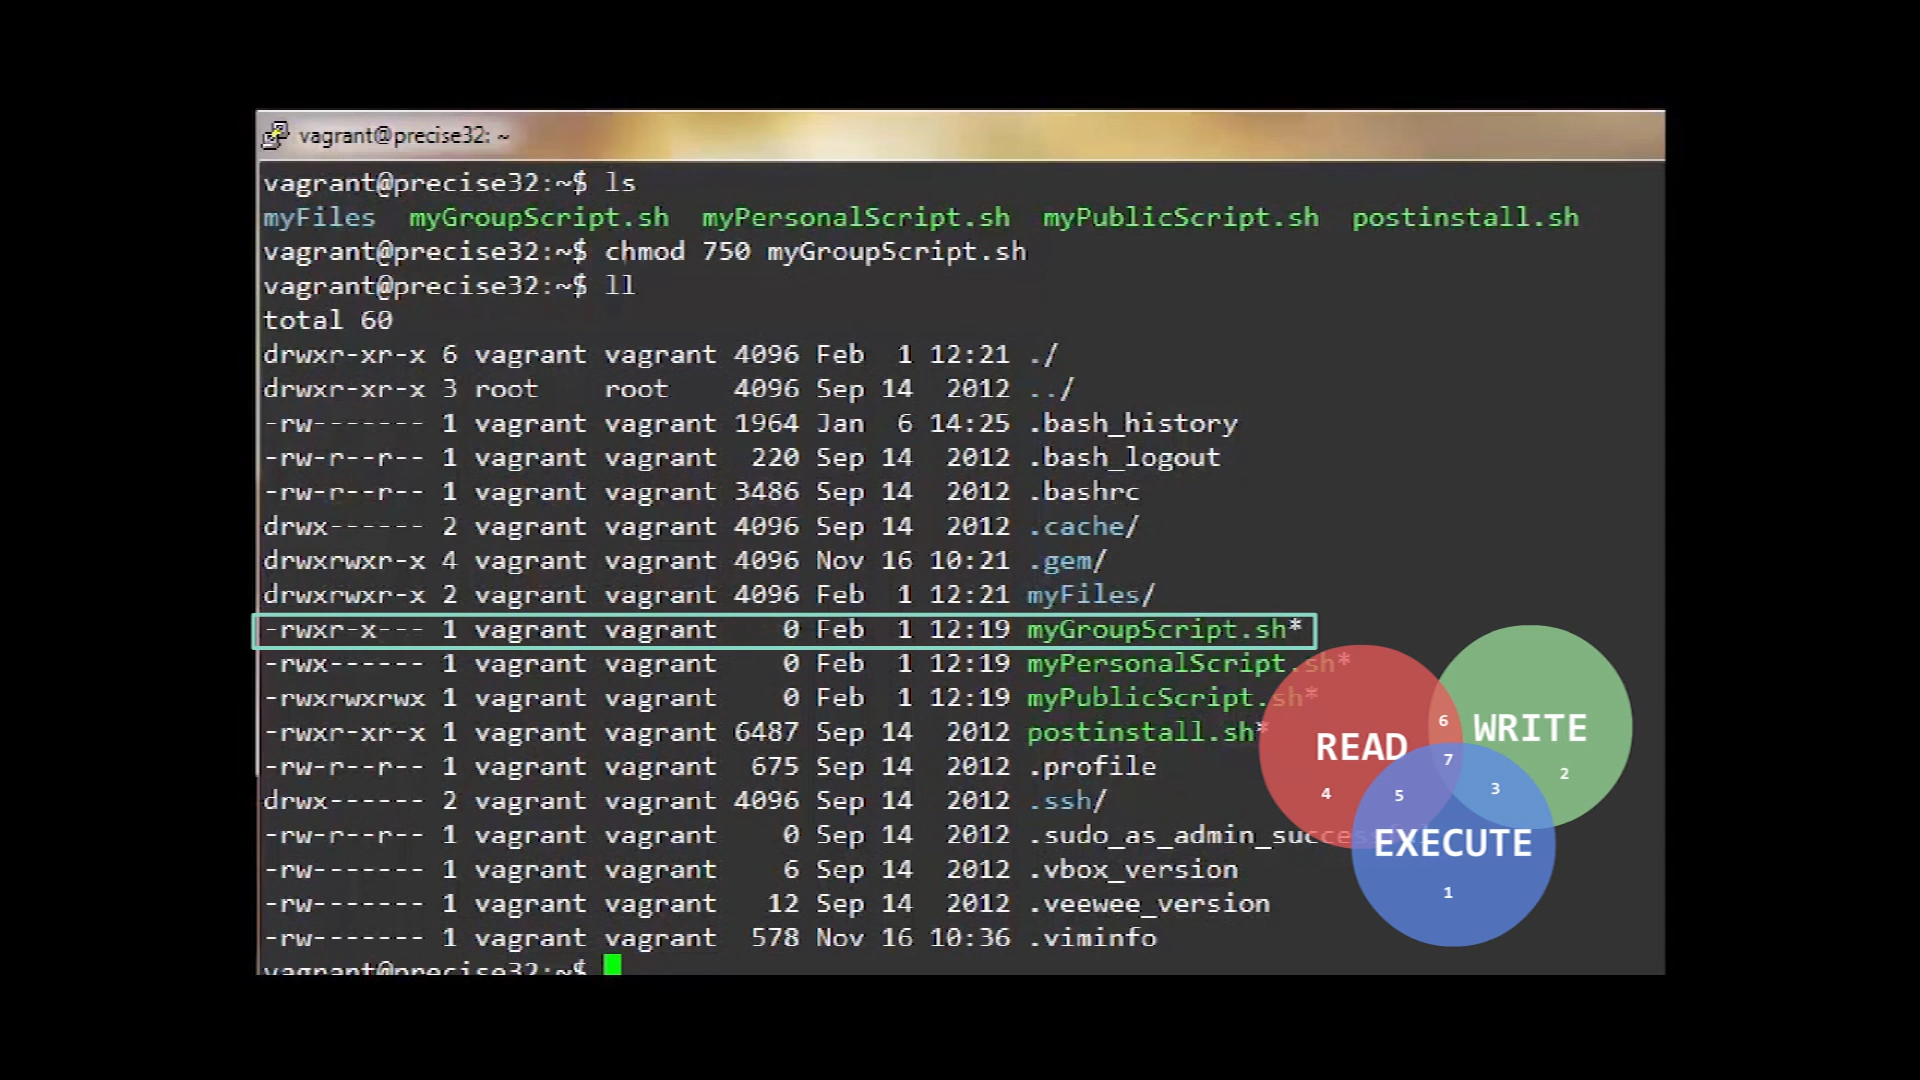 vagrant@precise32: ~
vagrant@precise32:~$ ls
myFiles  myGroupScript.sh  myPersonalScript.sh  myPublicScript.sh  postinstall.sh
vagrant@precise32:~$ chmod 750 myGroupScript.sh
vagrant@precise32:~$ ll
total 60
drwxr-xr-x 6 vagrant vagrant 4096 Feb  1 12:21 ./
drwxr-xr-x 3 root    root    4096 Sep 14  2012 ../
-rw------- 1 vagrant vagrant 1964 Jan  6 14:25 .bash_history
-rw-r--r-- 1 vagrant vagrant  220 Sep 14  2012 .bash_logout
-rw-r--r-- 1 vagrant vagrant 3486 Sep 14  2012 .bashrc
drwx------ 2 vagrant vagrant 4096 Sep 14  2012 .cache/
drwxrwxr-x 4 vagrant vagrant 4096 Nov 16 10:21 .gem/
drwxrwxr-x 2 vagrant vagrant 4096 Feb  1 12:21 myFiles/
-rwxr-x--- 1 vagrant vagrant    0 Feb  1 12:19 myGroupScript.sh*
-rwx------ 1 vagrant vagrant    0 Feb  1 12:19 myPersonalScript.sh*
-rwxrwxrwx 1 vagrant vagrant    0 Feb  1 12:19 myPublicScript.sh*
-rwxr-xr-x 1 vagrant vagrant 6487 Sep 14  2012 postinstall.sh*
-rw-r--r-- 1 vagrant vagrant  675 Sep 14  2012 .profile
drwx------ 2 vagrant vagrant 4096 Sep 14  2012 .ssh/
-rw-r--r-- 1 vagrant vagrant    0 Sep 14  2012
-rw------- 1 vagrant vagrant    6 Sep 14  2012 .vbox_version
-rw------- 1 vagrant vagrant   12 Sep 14  2012 .veewee_version
-rw------- 1 vagrant vagrant  578 Nov 16 10:36 .viminfo
vagrant@precise32:~$
6
WRITE
READ
7
2
4
5
3
EXECUTE
1